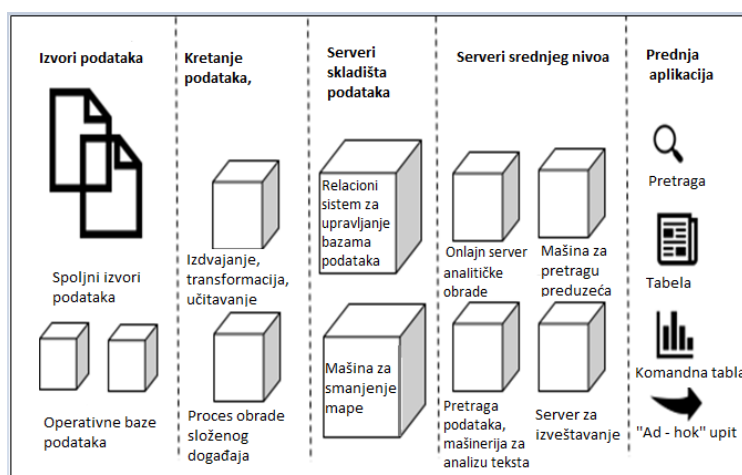 Izvori podataka
Spoljni izvori
podataka
Operativne baze
podataka
Kretanje
podataka,
Izdvajanje,
transformacija,
učitavanje
Proces obrade
složenog
događaja
Serveri
skladišta
podataka
Relacioni
sistem za
upravljanje
bazama
podataka
Mašina za
smanjenje
mape
Serveri srednjeg nivoa
Onlajn server
analitičke
obrade
Mašina za
pretragu
preduzeća
Pretraga
podataka,
mašinerija za
analizu teksta
Server za
izveštavanje
Prednja
aplikacija
Pretraga
Tabela
Komandna tabla
"Ad - hok" upit